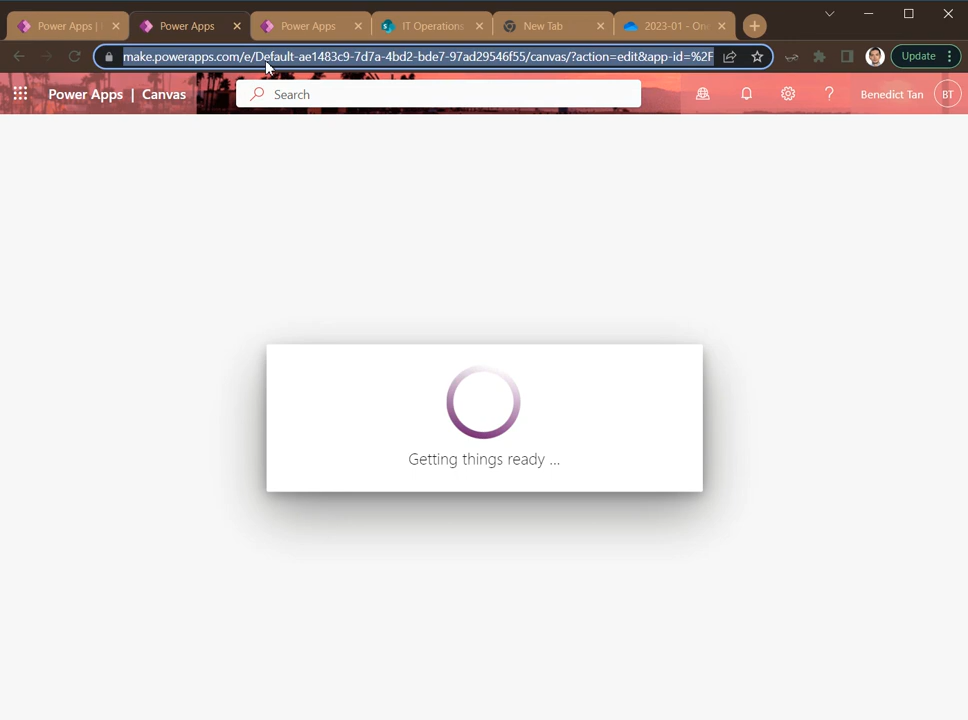 Power Apps |
Power Apps
Power Apps
IT Operations
New Tab
2023-01 - On
make.powerapps.com/e/Default-ae1483c9-7d7a-4bd2-bde7-97ad29546f55/canvas/?action=edit&app-id=%2F
Update
Power Apps | Canvas
Search
Benedict Tan
BT
Getting things ready ...